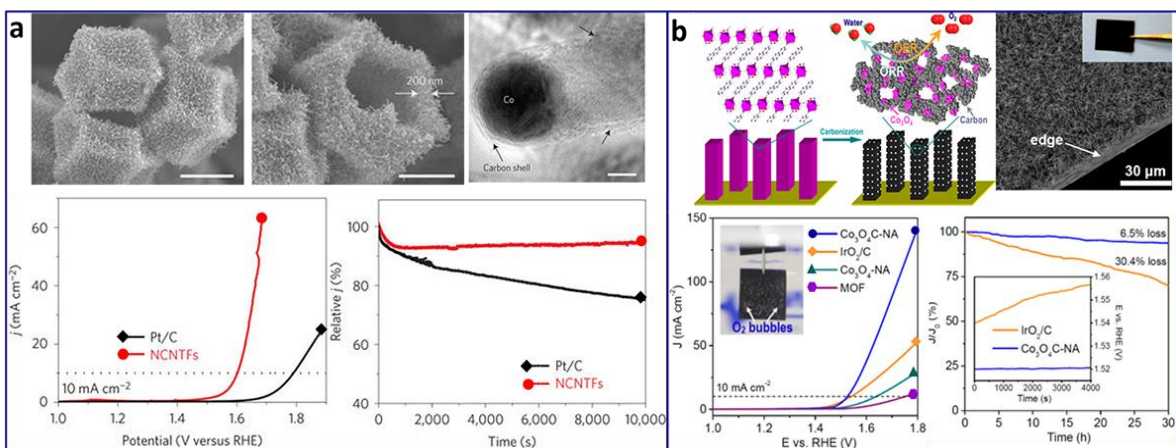 a
200 nm
Co
Carbon shell
j (mA cm⁻²)
60
40
20
0
Pt/C
NCNTFs
10 mA cm⁻²
1.0 1.2 1.4 1.6 1.8
Potential (V versus RHE)
Relative j (%)
100
80
60
40
Pt/C
NCNTFs
0 2,000 4,000 6,000 8,000 10,000
Time (s)
b
Water
O₂
OER
ORR
Co₃O₄
Carbon
Carbonization
edge
30 μm
J (mA cm⁻²)
150
125
100
75
50
25
0
Co₃O₄C-NA
IrO₂/C
Co₃O₄-NA
MOF
O₂ bubbles
10 mA cm⁻²
1.0 1.2 1.4 1.6 1.8
E vs. RHE (V)
J/J₀ (%)
100
75
50
25
0
6.5% loss
30.4% loss
IrO₂/C
Co₃O₄C-NA
1.56
1.55
1.54
1.53
1.52
E vs. RHE (V)
0 1000 2000 3000 4000
Time (s)
0 5 10 15 20 25 30
Time (h)